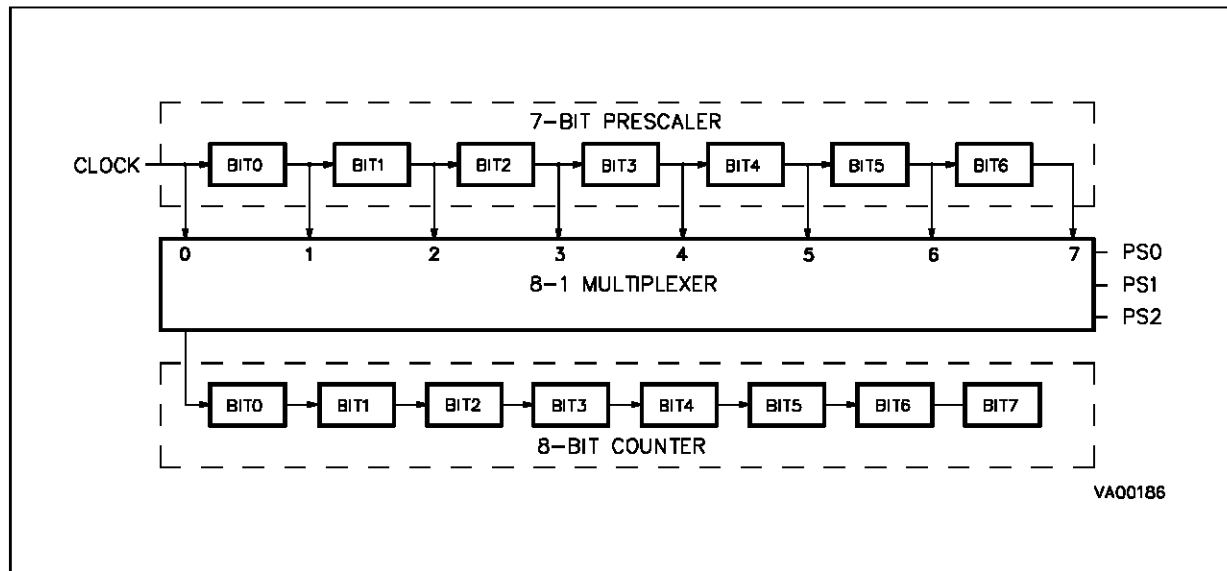 7-BIT PRESCALER
CLOCK BIT0 BIT1 BIT2 BIT3 BIT4 BIT5 BIT6
0 1 2 3 4 5 6 7 PS0
8-1 MULTIPLEXER PS1
PS2
BIT0 BIT1 BIT2 BIT3 BIT4 BIT5 BIT6 BIT7
8-BIT COUNTER
VA00186